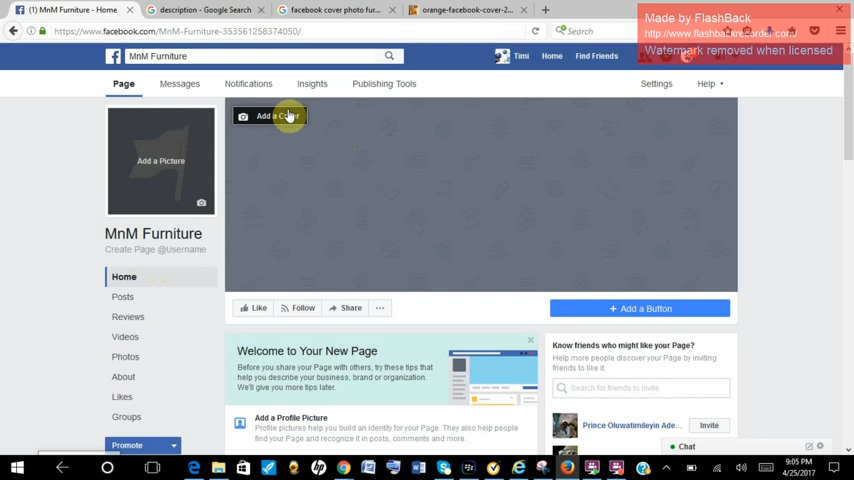 (1) MnM Furniture - Home
description - Google Search
facebook cover photo fur...
orange-facebook-cover-2...
https://www.facebook.com/MnM-Furniture-353561258374050/
Search
Made by FlashBack
http://www.flashbackrecorder.com/
Watermark removed when licensed
MnM Furniture
Timi
Home
Find Friends
Page
Messages
Notifications
Insights
Publishing Tools
Settings
Help
Add a Picture
Add a Cover
MnM Furniture
Create Page @Username
Home
Posts
Reviews
Videos
Photos
About
Likes
Groups
Promote
Like
Follow
Share
+ Add a Button
Welcome to Your New Page
Before you share your Page with others, try these tips that
help you describe your business, brand or organization.
We'll give you more tips later.
Add a Profile Picture
Profile pictures help you build an identity for your Page. They also help people
find your Page and recognize it in posts, comments and more.
Know friends who might like your Page?
Help more people discover your Page by inviting
friends to like it.
Search for friends to invite
Prince Oluwatimileyin Ade...
Invite
Chat
9:05 PM
4/25/2017